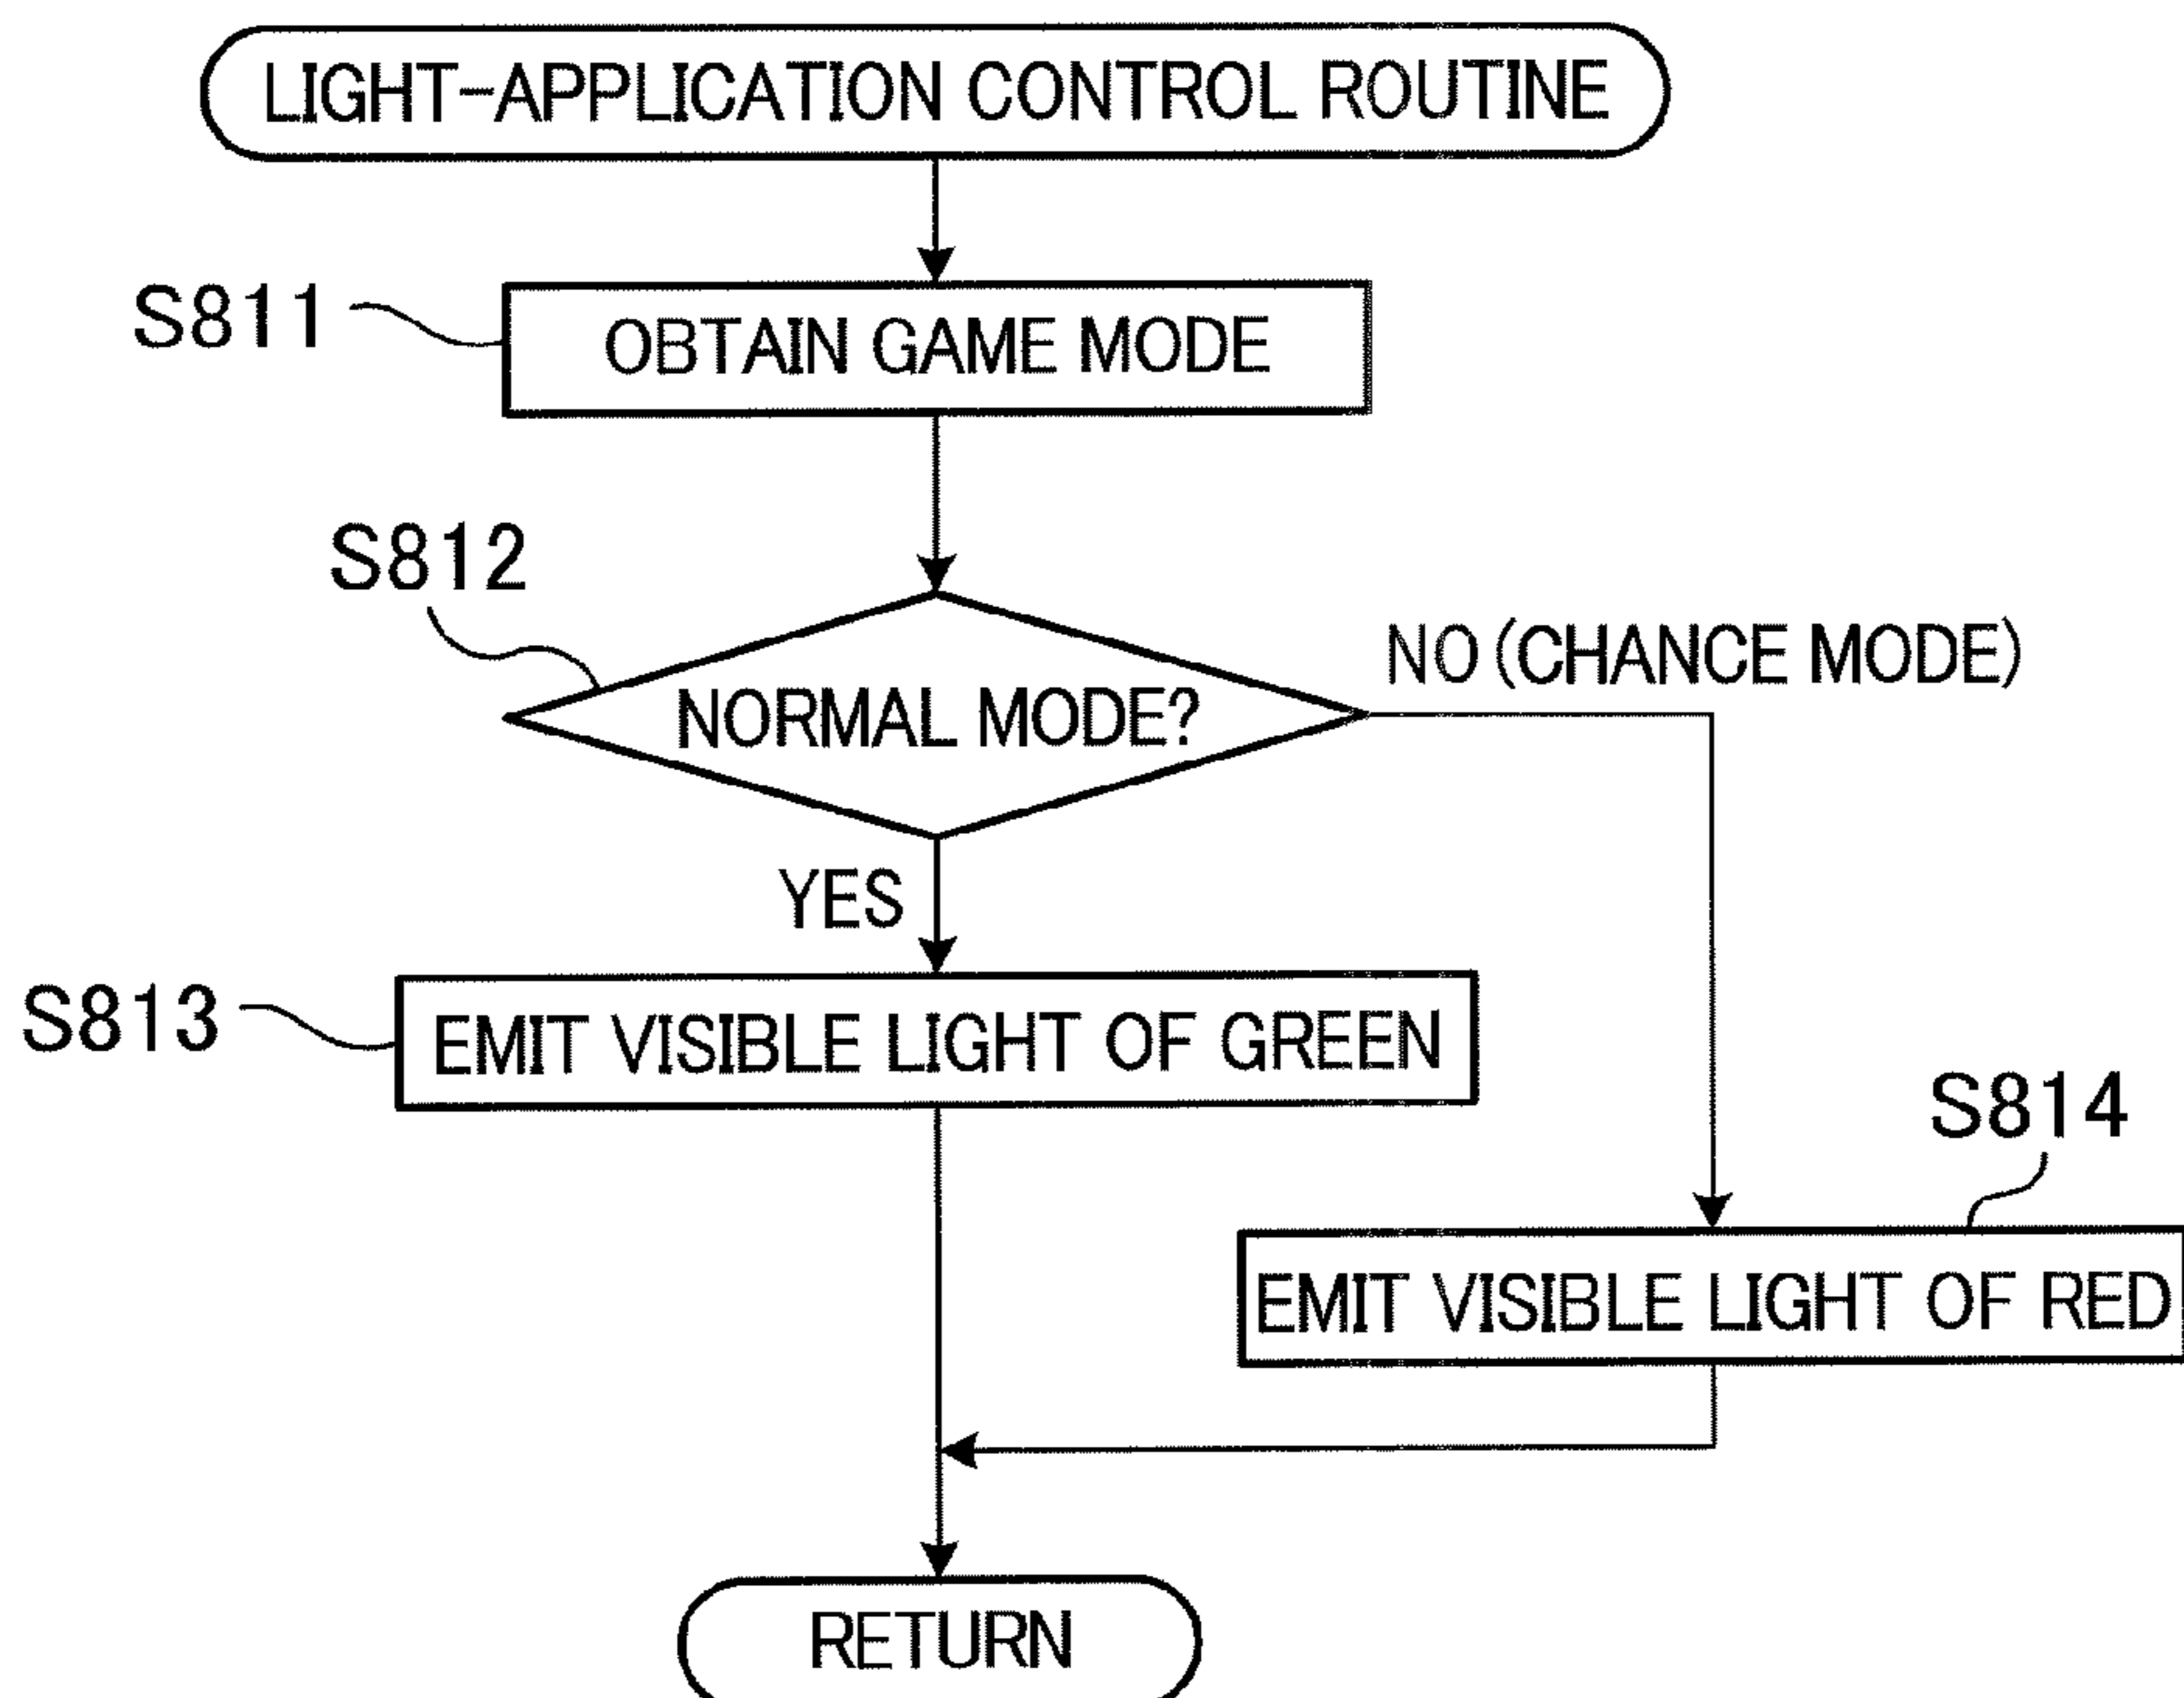 LIGHT-APPLICATION CONTROL ROUTINE
S811
OBTAIN GAME MODE
S812
NO (CHANCE MODE)
NORMAL MODE?
YES
S813
EMIT VISIBLE LIGHT OF GREEN
S814
EMIT VISIBLE LIGHT OF RED
RETURN